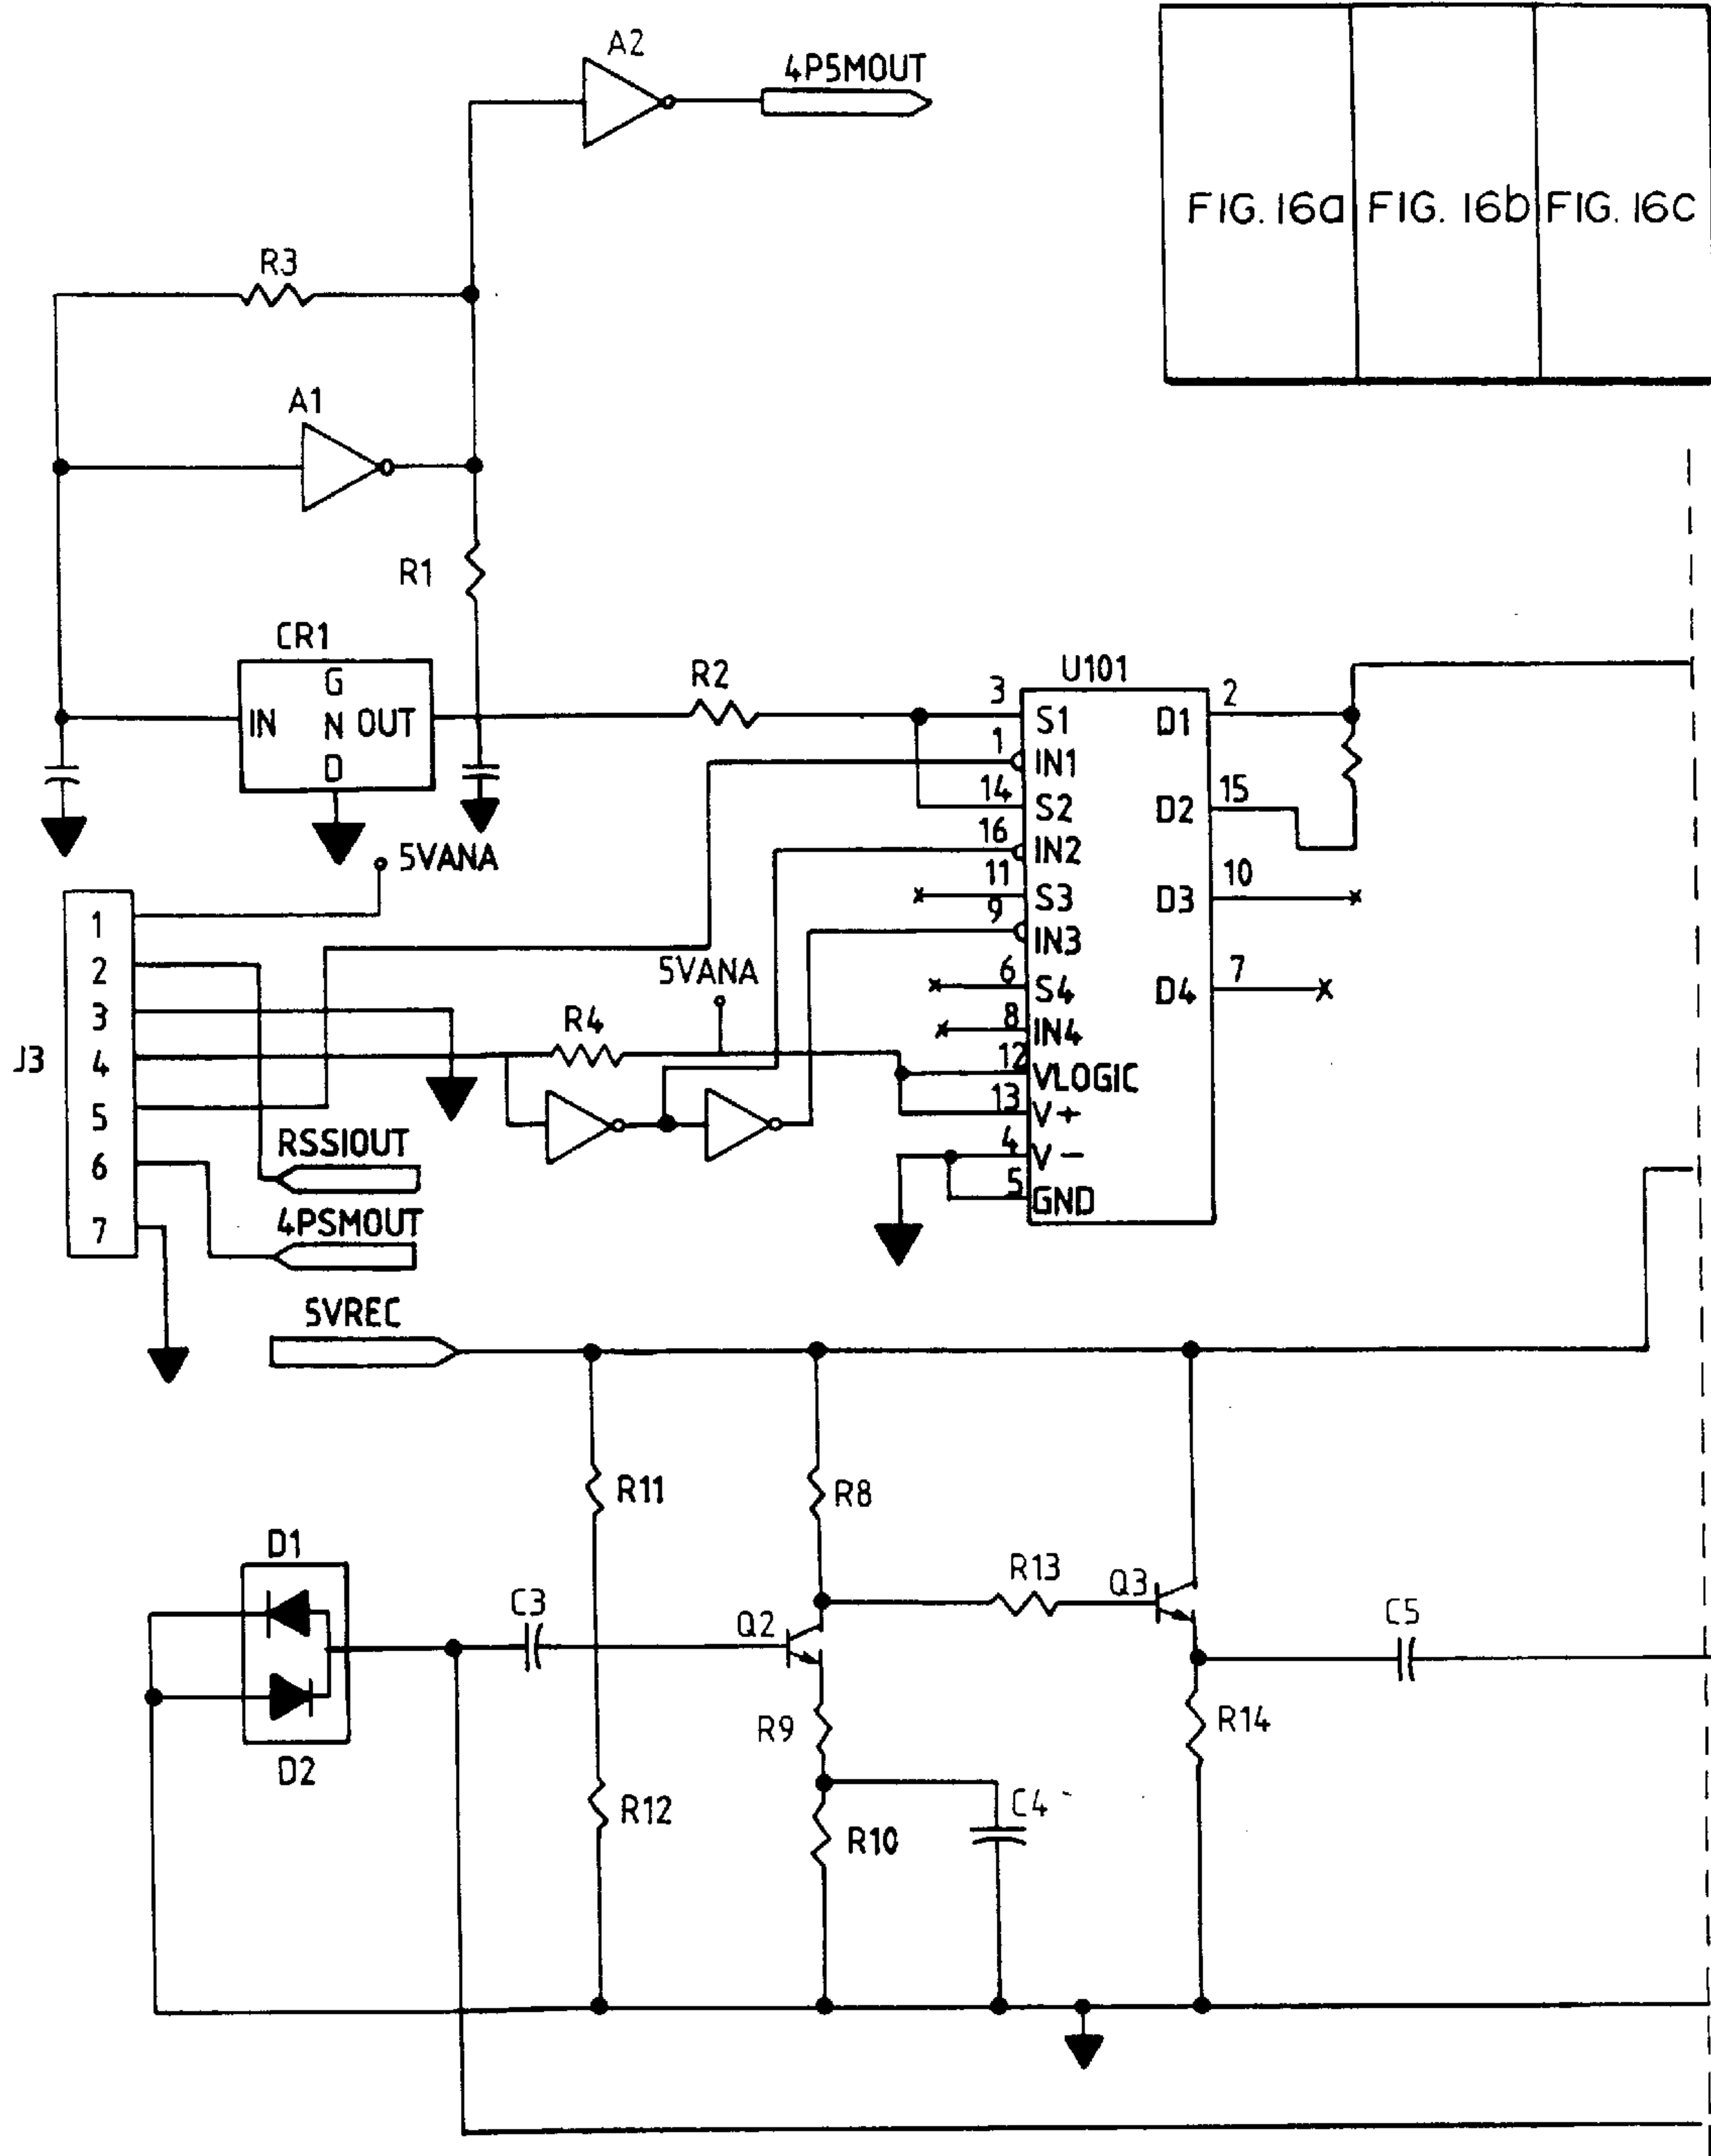 A2
4P5MOUT
FIG. 16a FIG. 16b FIG. 16c
R3
A1
R1
CR1
IN GND OUT
R2
U101
3 S1 D1 2
1 IN1
14 S2 D2 15
16 IN2
11 S3 D3 10
9 IN3
6 S4 D4 7
8 IN4
12 VLOGIC
13 V+
4 V-
5 GND
5VANA
J3
1
2
3
4
5
6
7
5VANA
R4
RSSIOUT
4PSMOUT
5VREC
R11
R8
D1
C3
Q2
R13
Q3
C5
D2
R9
R14
R12
R10
C4